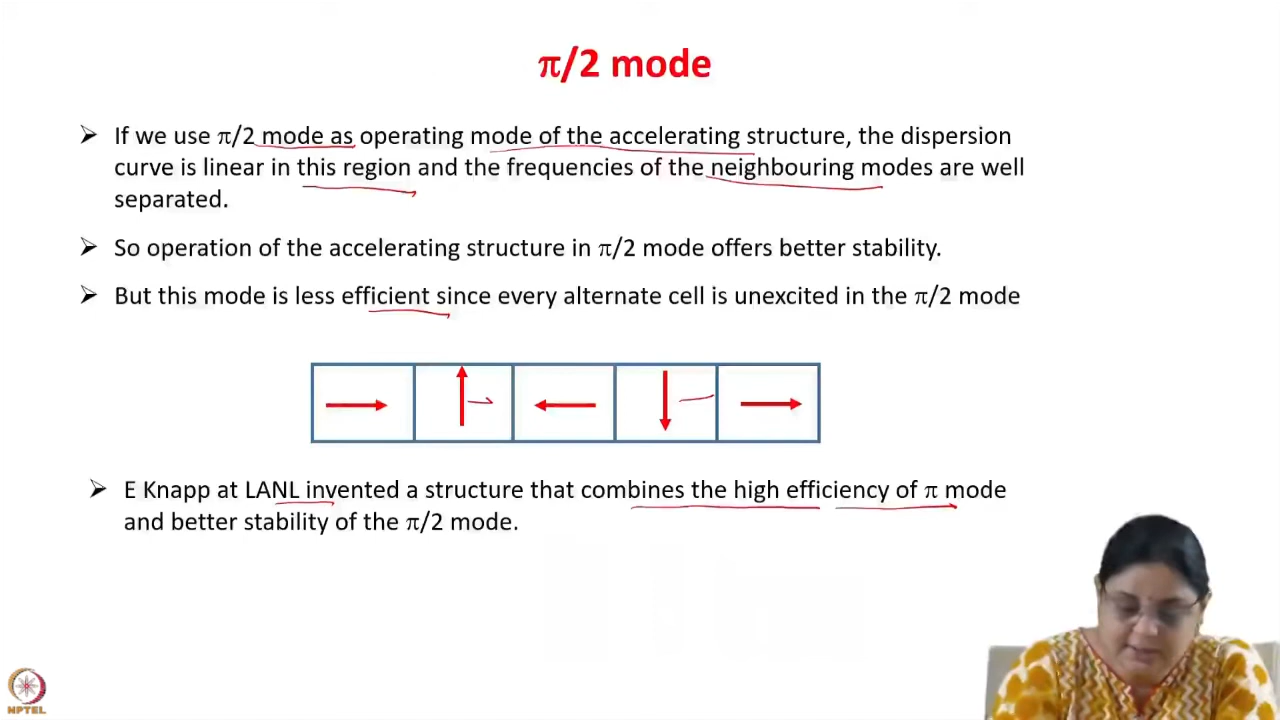 π/2 mode
➢ If we use π/2 mode as operating mode of the accelerating structure, the dispersion
curve is linear in this region and the frequencies of the neighbouring modes are well
separated.
➢ So operation of the accelerating structure in π/2 mode offers better stability.
➢ But this mode is less efficient since every alternate cell is unexcited in the π/2 mode
➢ E Knapp at LANL invented a structure that combines the high efficiency of π mode
and better stability of the π/2 mode.
NPTEL